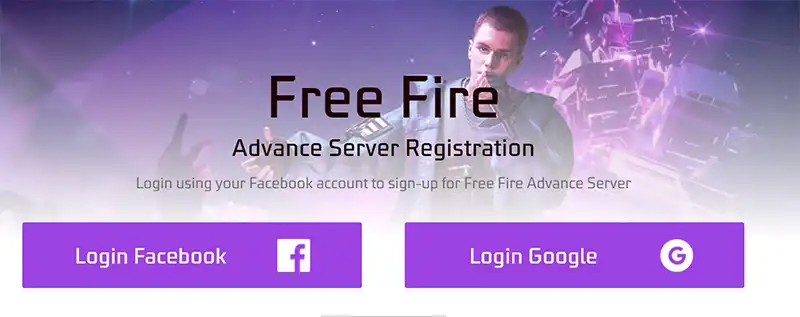 Free Fire
Advance Server Registration
Login using your Facebook account to sign-up for Free Fire Advance Server
Login Facebook
Login Google